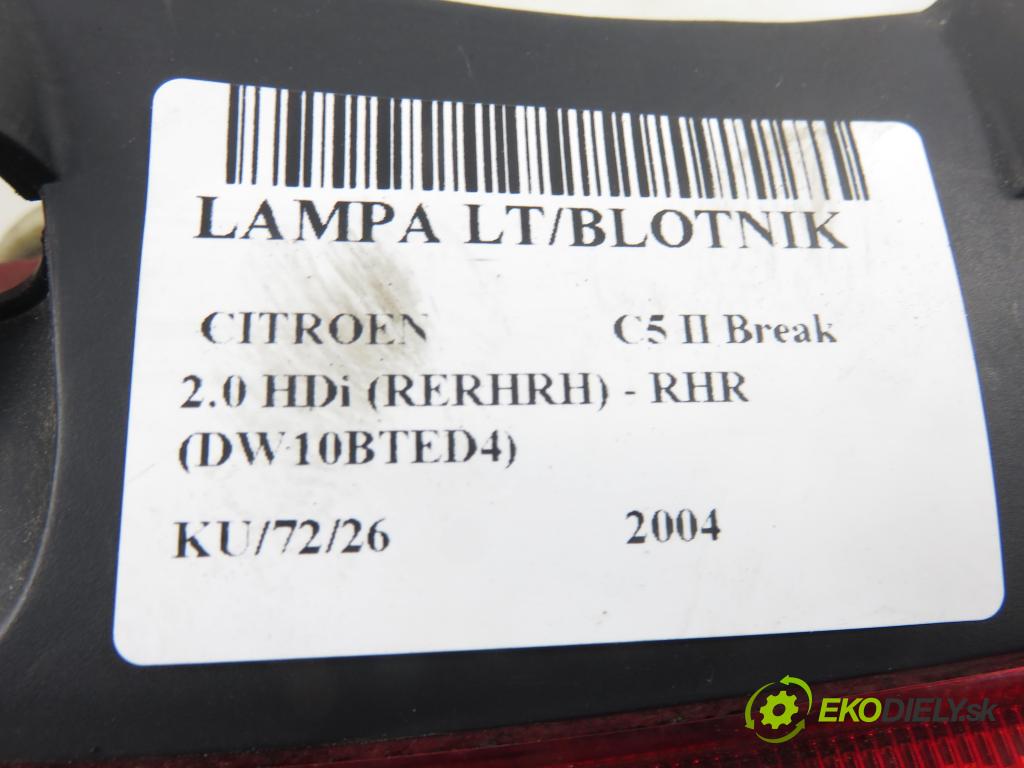 LAMPA LT/BLOTNIK
CITROEN C5 II Break
2.0 HDi (RERHRH) - RHR
(DW10BTED4)
KU/72/26 2004
EKODIELY.sk